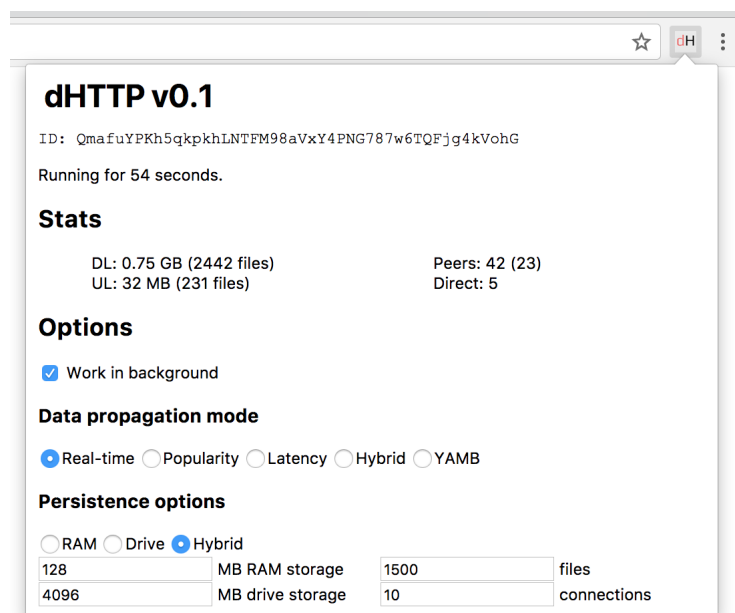 dH
dHTTP v0.1
ID: QmafuYPKh5qkpkhLNTFM98aVxY4PNG787w6TQFjg4kVohG
Running for 54 seconds.
Stats
DL: 0.75 GB (2442 files) Peers: 42 (23)
UL: 32 MB (231 files) Direct: 5
Options
Work in background
Data propagation mode
Real-time Popularity Latency Hybrid YAMB
Persistence options
RAM Drive Hybrid
128 MB RAM storage 1500 files
4096 MB drive storage 10 connections